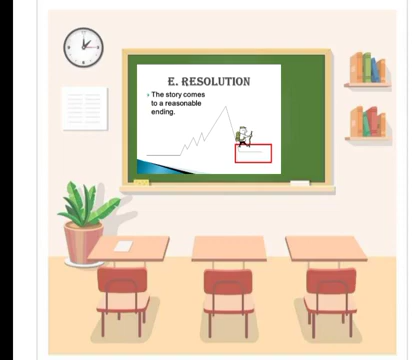 E. RESOLUTION
The story comes
to a reasonable
ending.